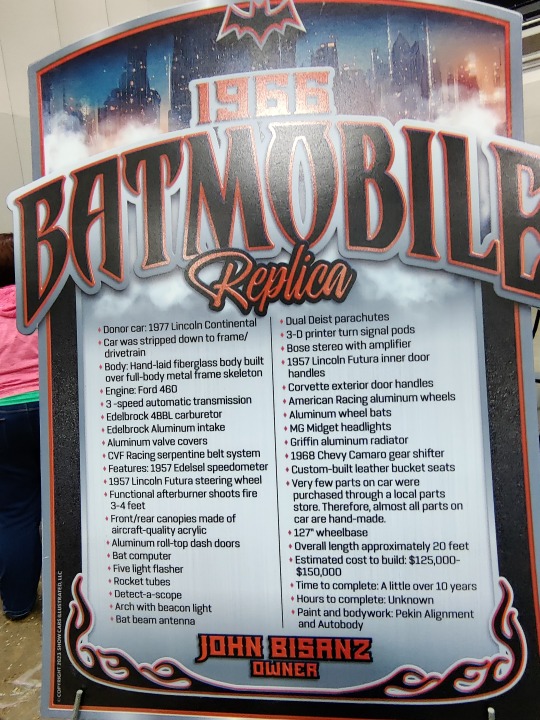 1966
BATMOBILE
Replica
• Donor car: 1977 Lincoln Continental
• Car was stripped down to frame/
drivetrain
• Body: Hand-laid fiberglass body built
over full-body metal frame skeleton
• Engine: Ford 460
• 3 -speed automatic transmission
• Edelbrock 4BBL carburetor
• Edelbrock Aluminum intake
• Aluminum valve covers
• CVF Racing serpentine belt system
• Features: 1957 Edelsel speedometer
• 1957 Lincoln Futura steering wheel
• Functional afterburner shoots fire
3-4 feet
• Front/rear canopies made of
aircraft-quality acrylic
• Aluminum roll-top dash doors
• Bat computer
• Five light flasher
• Rocket tubes
• Detect-a-scope
• Arch with beacon light
• Bat beam antenna
• Dual Deist parachutes
• 3-D printer turn signal pods
• Bose stereo with amplifier
• 1957 Lincoln Futura inner door
handles
• Corvette exterior door handles
• American Racing aluminum wheels
• Aluminum wheel bats
• MG Midget headlights
• Griffin aluminum radiator
• 1968 Chevy Camaro gear shifter
• Custom-built leather bucket seats
• Very few parts on car were
purchased through a local parts
store. Therefore, almost all parts on
car are hand-made.
• 127" wheelbase
• Overall length approximately 20 feet
• Estimated cost to build: $125,000-
$150,000
• Time to complete: A little over 10 years
• Hours to complete: Unknown
• Paint and bodywork: Pekin Alignment
and Autobody
JOHN BISANZ
OWNER
© COPYRIGHT 2023 SHOW CARS ILLUSTRATED, LLC